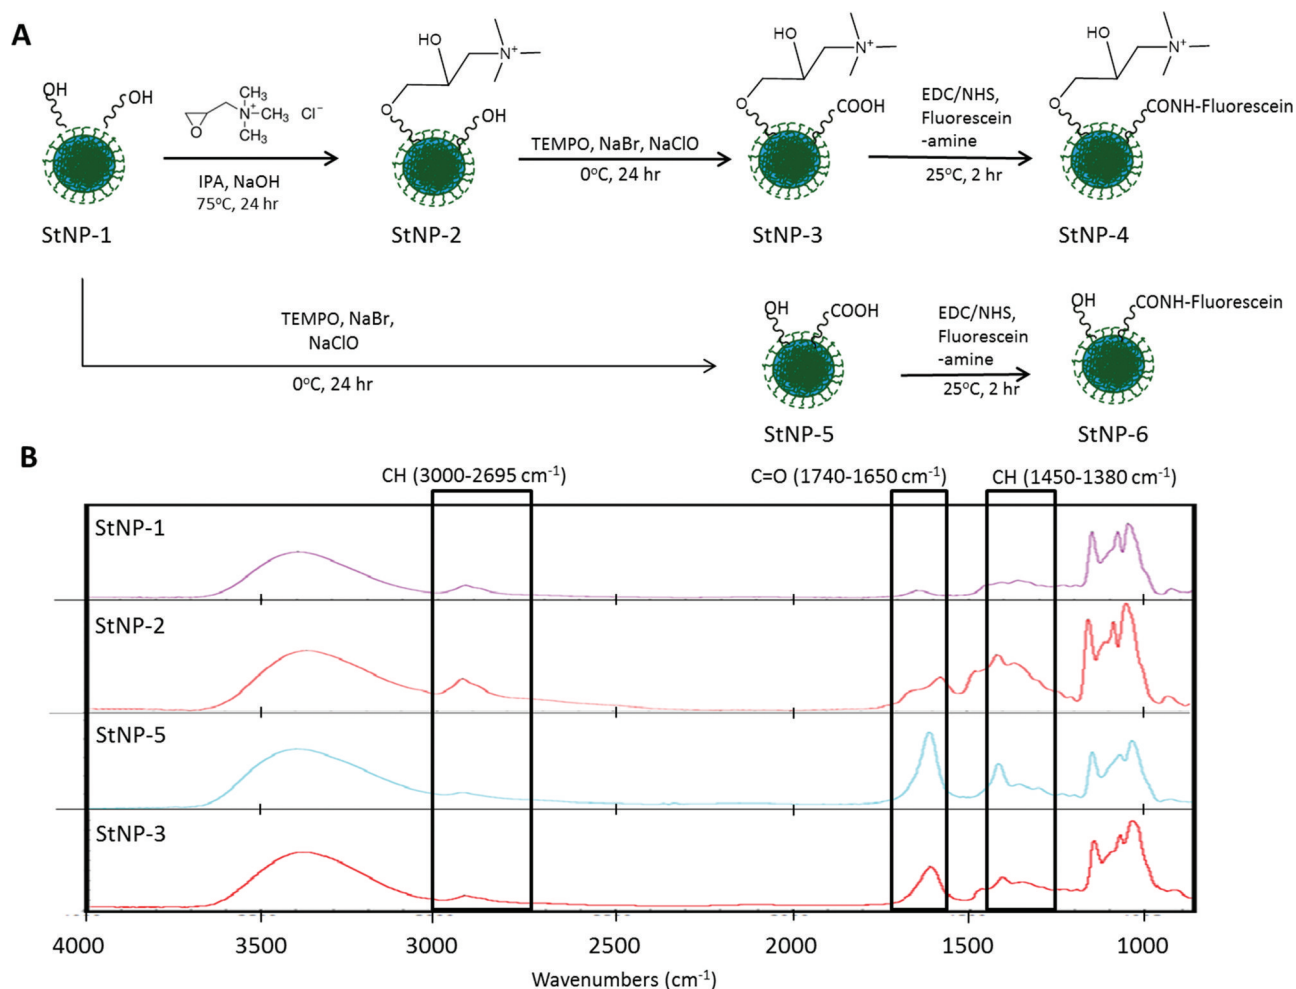 A
OH
OH
CH₃
N⁺
CH₃
CH₃
O
Cl⁻
IPA, NaOH
75°C, 24 hr
StNP-1
HO
N⁺
O
OH
StNP-2
TEMPO, NaBr, NaClO
0°C, 24 hr
HO
N⁺
O
COOH
StNP-3
EDC/NHS,
Fluorescein
-amine
25°C, 2 hr
HO
N⁺
O
CONH-Fluorescein
StNP-4
TEMPO, NaBr,
NaClO
0°C, 24 hr
OH
COOH
StNP-5
EDC/NHS,
Fluorescein
-amine
25°C, 2 hr
OH
CONH-Fluorescein
StNP-6
B
CH (3000-2695 cm⁻¹)
C=O (1740-1650 cm⁻¹)
CH (1450-1380 cm⁻¹)
StNP-1
StNP-2
StNP-5
StNP-3
4000 3500 3000 2500 2000 1500 1000
Wavenumbers (cm⁻¹)